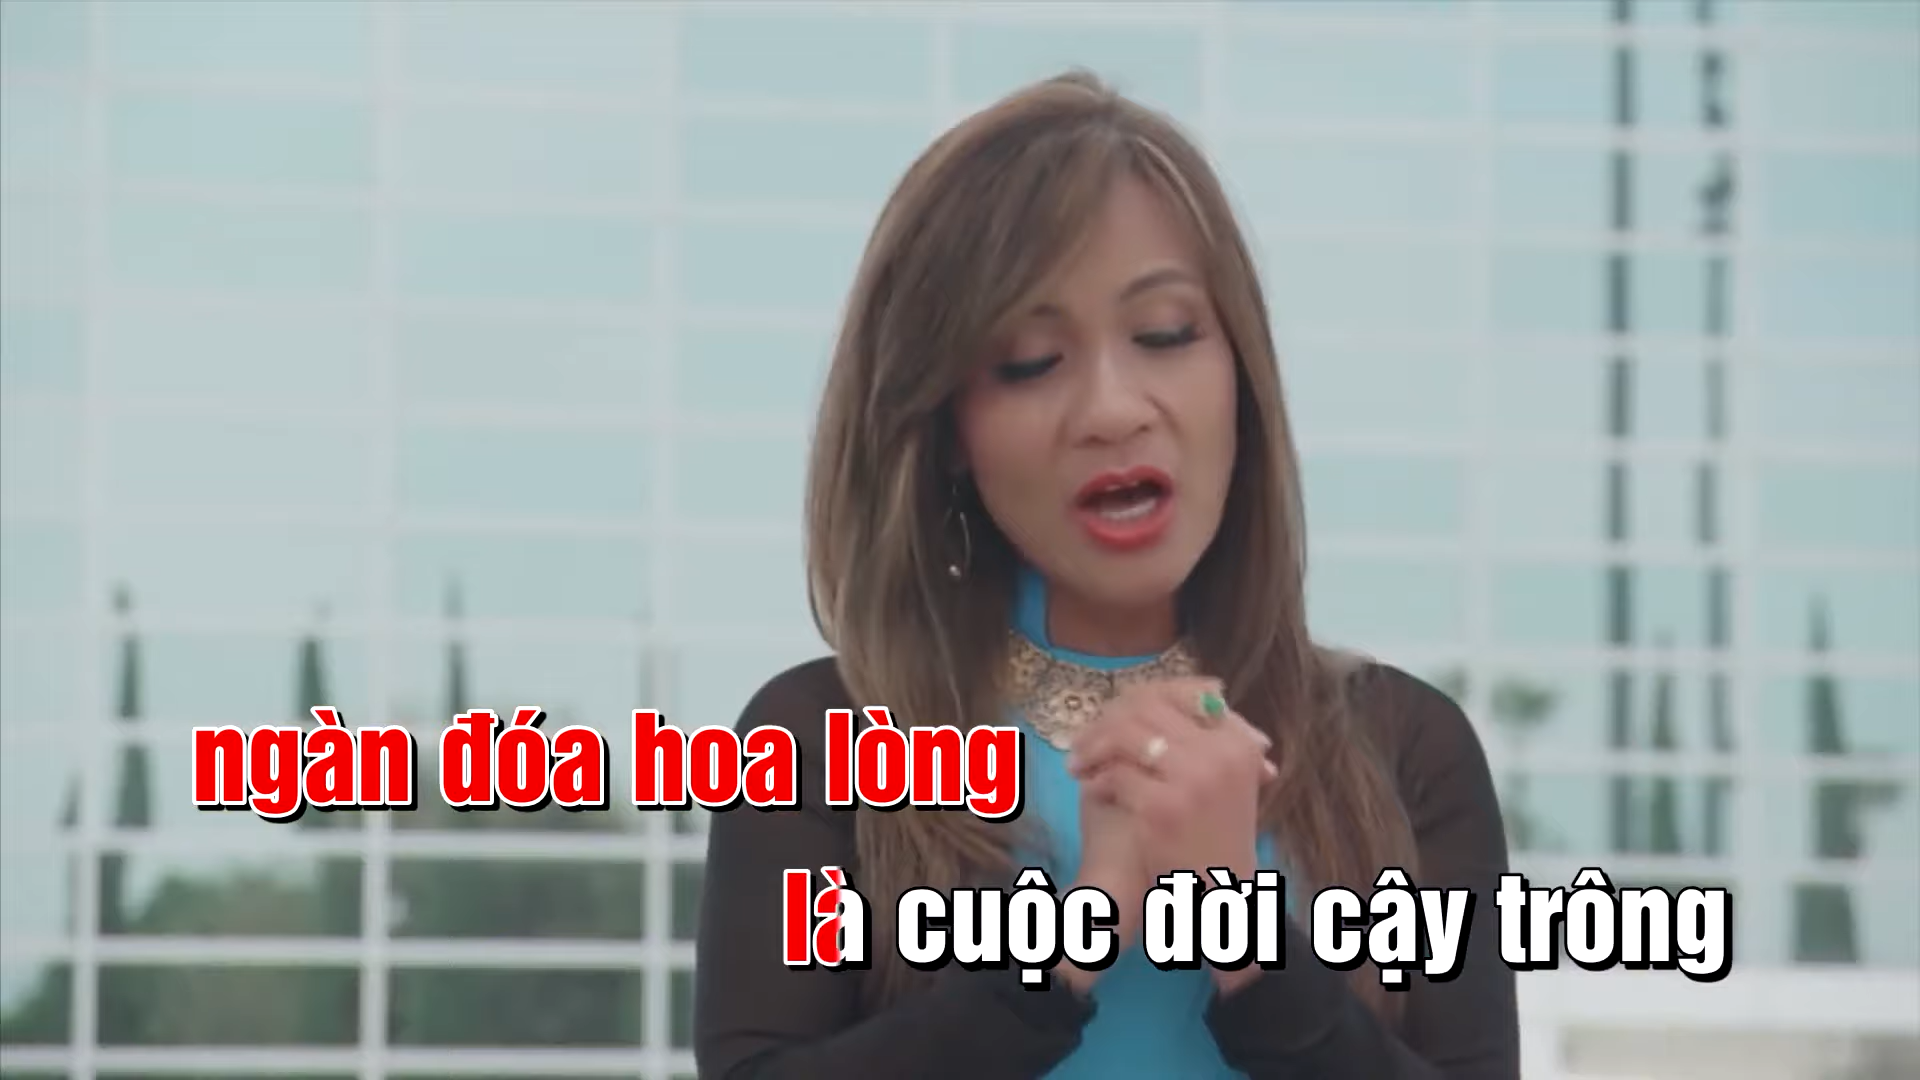 ngàn đóa hoa lòng
là cuộc đời cậy trông